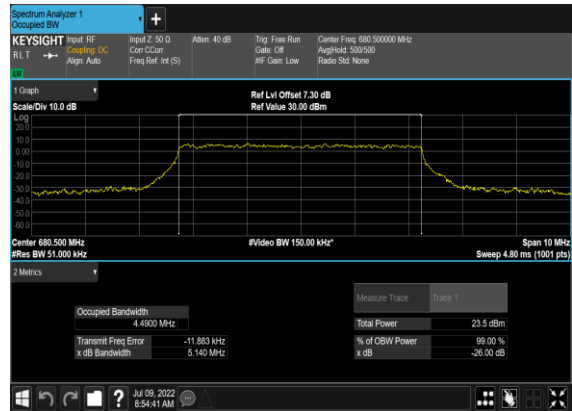 Spectrum Analyzer 1
Occupied BW
+
KEYSIGHT Input: RF Input Z: 50 Ω Atten: 40 dB Trig: Free Run Center Freq: 680.500000 MHz
RLT Coupling: DC Corr CCorr Gate: Off Avg|Hold: 500/500
Align: Auto Freq Ref: Int (S) #IF Gain: Low Radio Std: None
1 Graph
Ref Lvl Offset 7.30 dB
Scale/Div 10.0 dB Ref Value 30.00 dBm
Log
20.0
10.0
0.00
-10.0
-20.0
-30.0
-40.0
-50.0
-60.0
Center 680.500 MHz #Video BW 150.00 kHz* Span 10 MHz
#Res BW 51.000 kHz Sweep 4.80 ms (1001 pts)
2 Metrics
Measure Trace Trace 1
Occupied Bandwidth
4.4900 MHz Total Power 23.5 dBm
Transmit Freq Error -11.883 kHz % of OBW Power 99.00 %
x dB Bandwidth 5.140 MHz x dB -26.00 dB
? Jul 09, 2022
8:54:41 AM